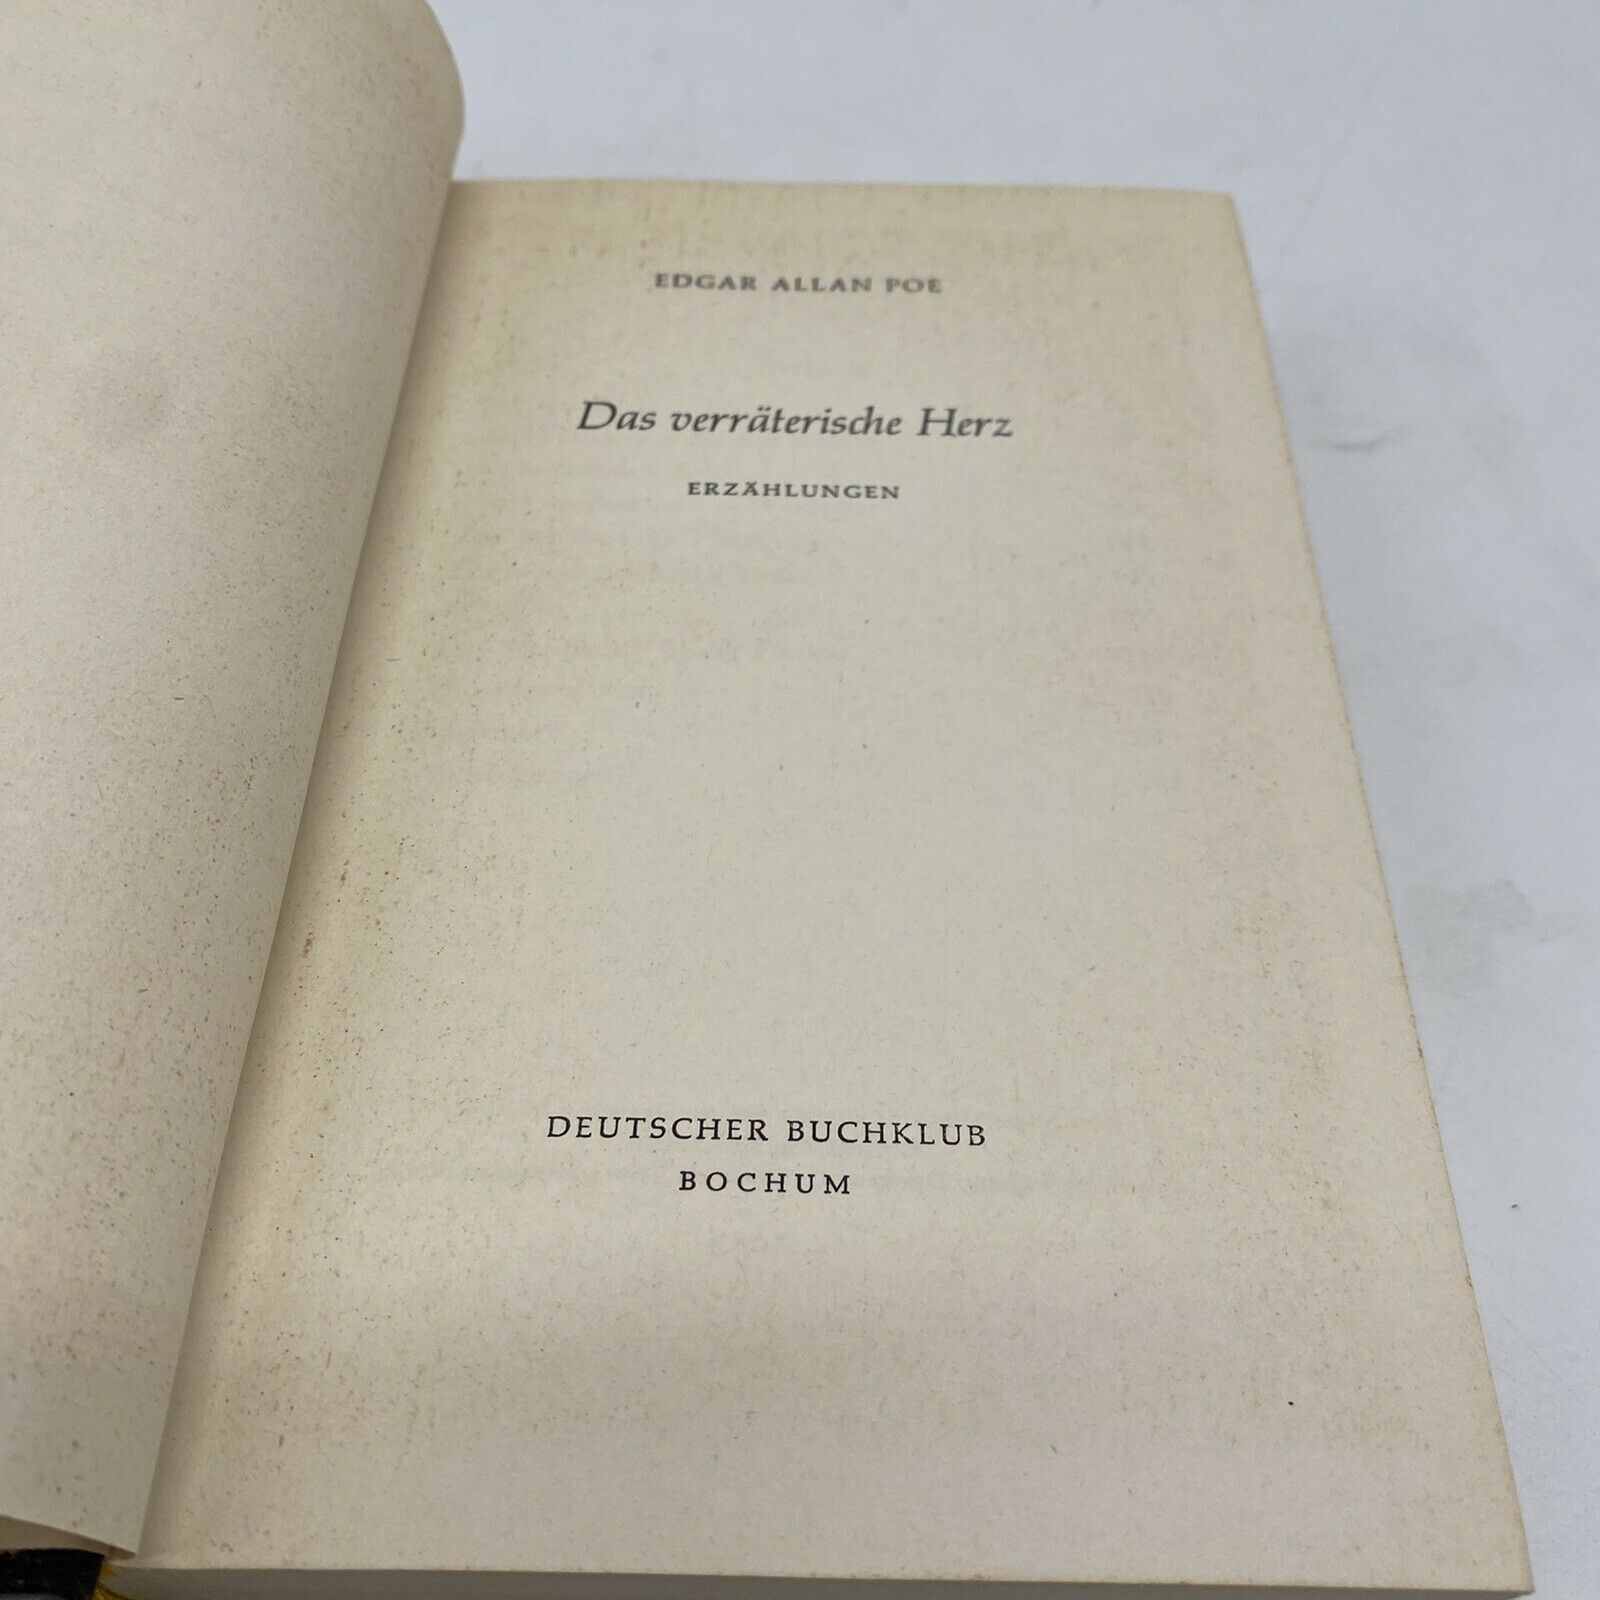 EDGAR ALLAN POE
Das verräterische Herz
ERZÄHLUNGEN
DEUTSCHER BUCHKLUB
BOCHUM